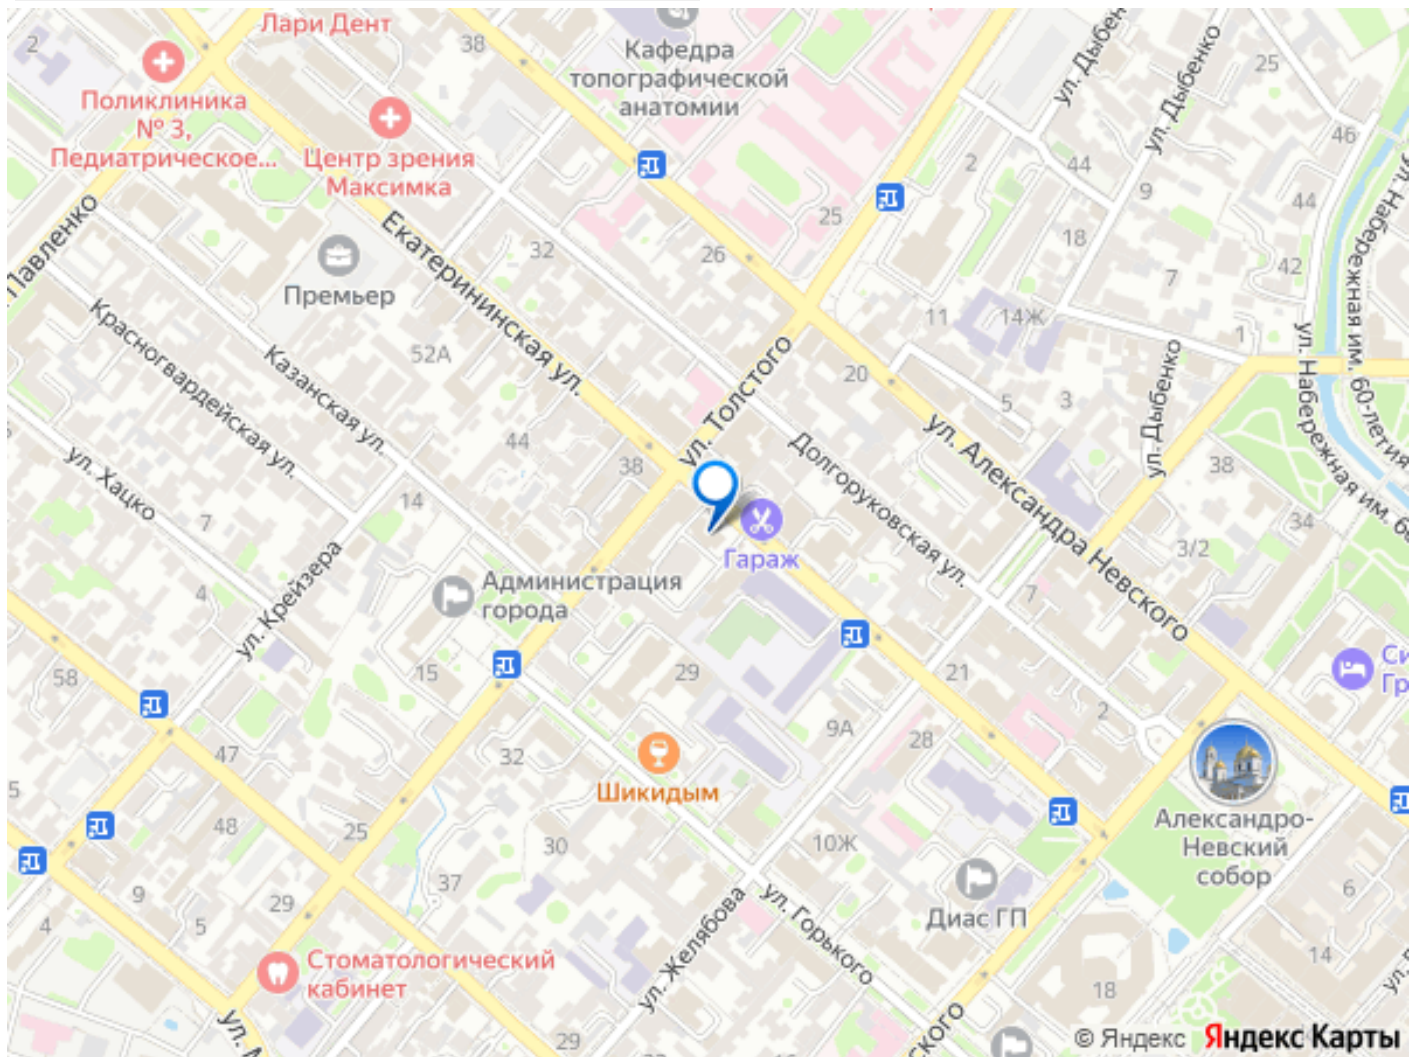 Лари Дент
38
2
Кафедра
топографической
анатомии
ул. Дыбенко
ул. Дыбенко
25
Поликлиника
№ 3,
Педиатрическое...
Центр зрения
Максимка
46
44
2
9
44
25
18
42
7
26
32
Павленко
Екатерининская ул.
Премьер
Красногвардейская ул.
Казанская ул.
52А
11
14Ж
1
ул. Набережная им. 60-летия
ул. Набережная им. 60
ул. Толстого
20
5
3
ул. Дыбенко
ул. Александра Невского
Долгоруковская ул.
44
38
38
ул. Хацко
14
7
34
3/2
Гараж
Администрация
города
4
ул. Крейзера
7
15
29
21
58
2
9А
28
47
32
Шикидым
Александро-
Невский
собор
5
48
25
30
10Ж
37
6
9
29
5
4
Диас ГП
ул. Желябова
ул. Горького
14
Стоматологический
кабинет
18
29
© Яндекс Яндекс Карты